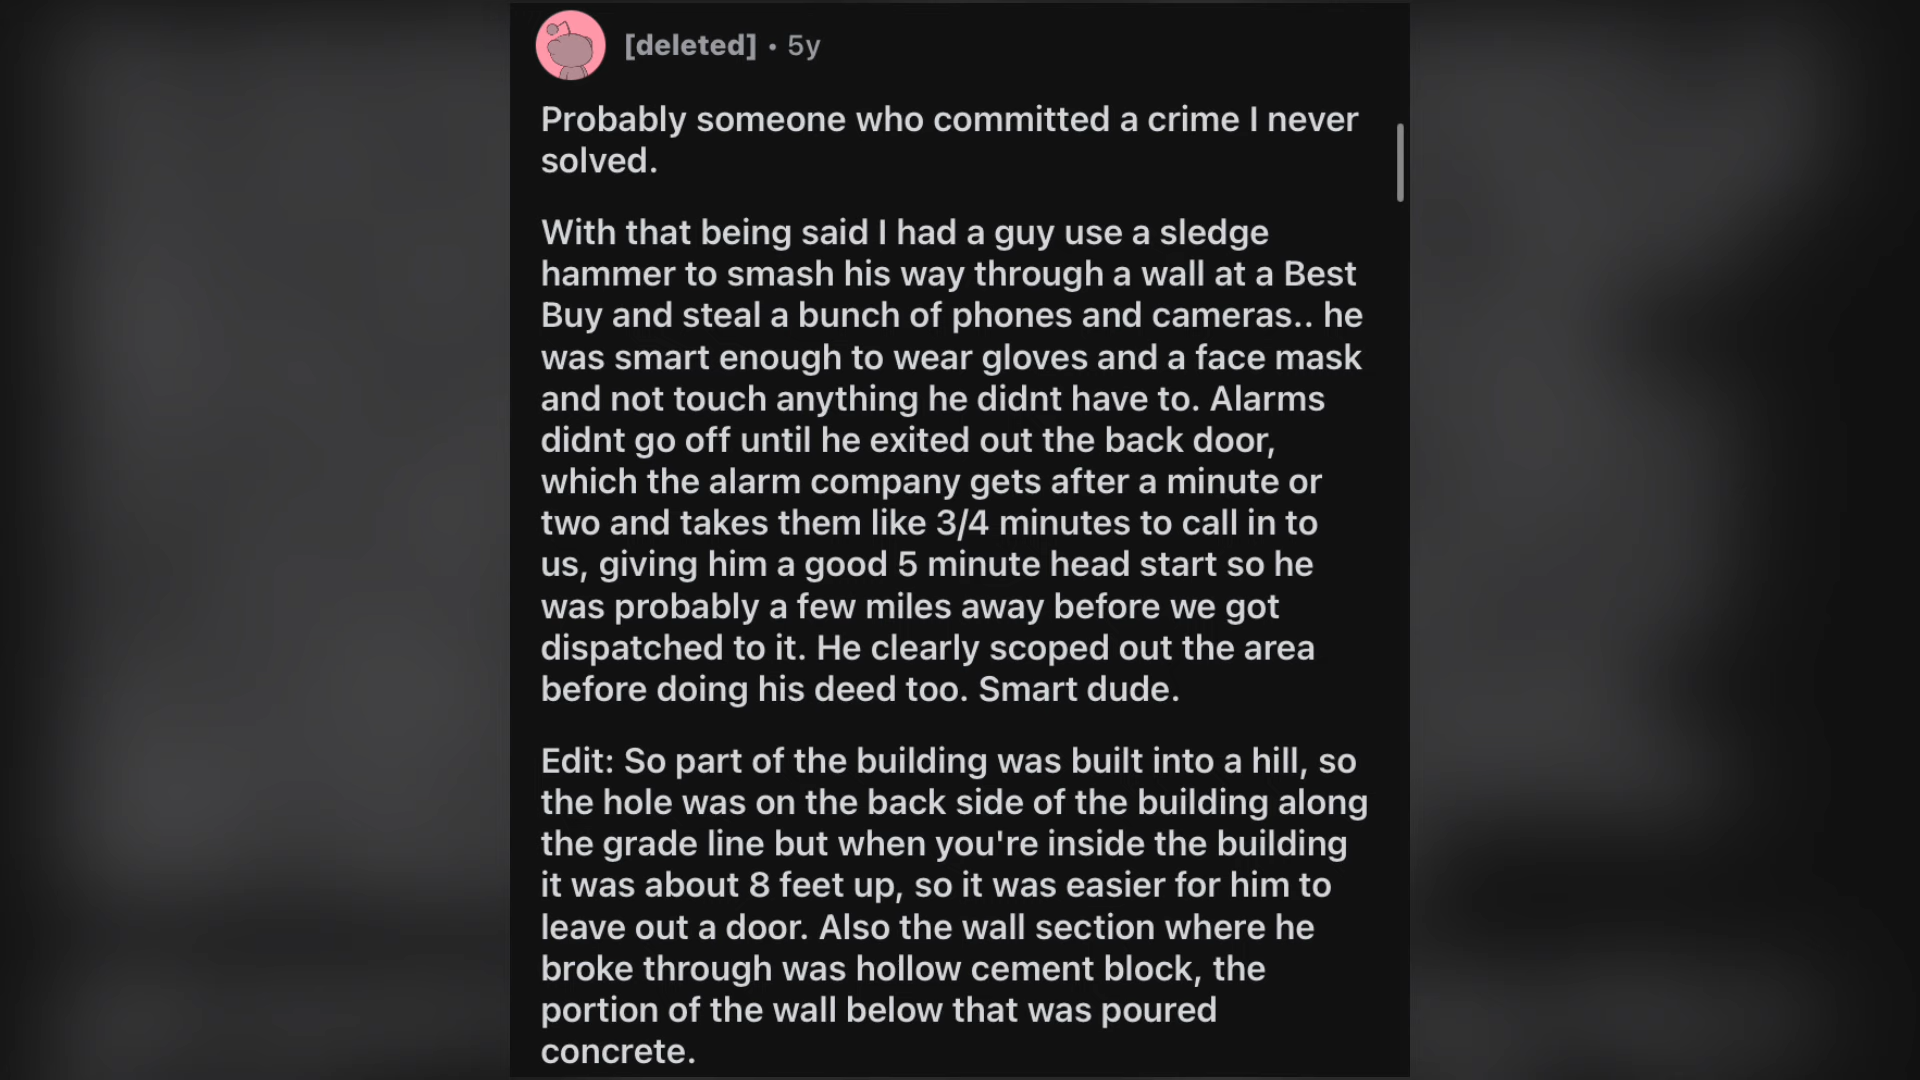 [deleted] • 5y
Probably someone who committed a crime I never
solved.
With that being said I had a guy use a sledge
hammer to smash his way through a wall at a Best
Buy and steal a bunch of phones and cameras.. he
was smart enough to wear gloves and a face mask
and not touch anything he didnt have to. Alarms
didnt go off until he exited out the back door,
which the alarm company gets after a minute or
two and takes them like 3/4 minutes to call in to
us, giving him a good 5 minute head start so he
was probably a few miles away before we got
dispatched to it. He clearly scoped out the area
before doing his deed too. Smart dude.
Edit: So part of the building was built into a hill, so
the hole was on the back side of the building along
the grade line but when you're inside the building
it was about 8 feet up, so it was easier for him to
leave out a door. Also the wall section where he
broke through was hollow cement block, the
portion of the wall below that was poured
concrete.